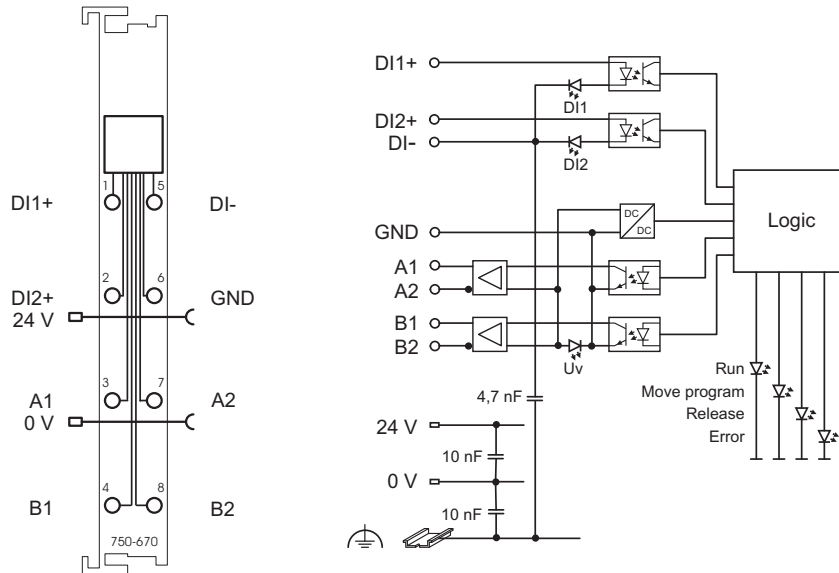 1
5
DI1+
DI-
2
6
DI2+
GND
24 V
3
7
A1
A2
0 V
4
8
B1
B2
750-670
DI1+
DI1
DI2+
DI-
DI2
DC
DC
Logic
GND
A1
A2
B1
B2
Uv
Run
Move program
Release
Error
4,7 nF
24 V
10 nF
0 V
10 nF